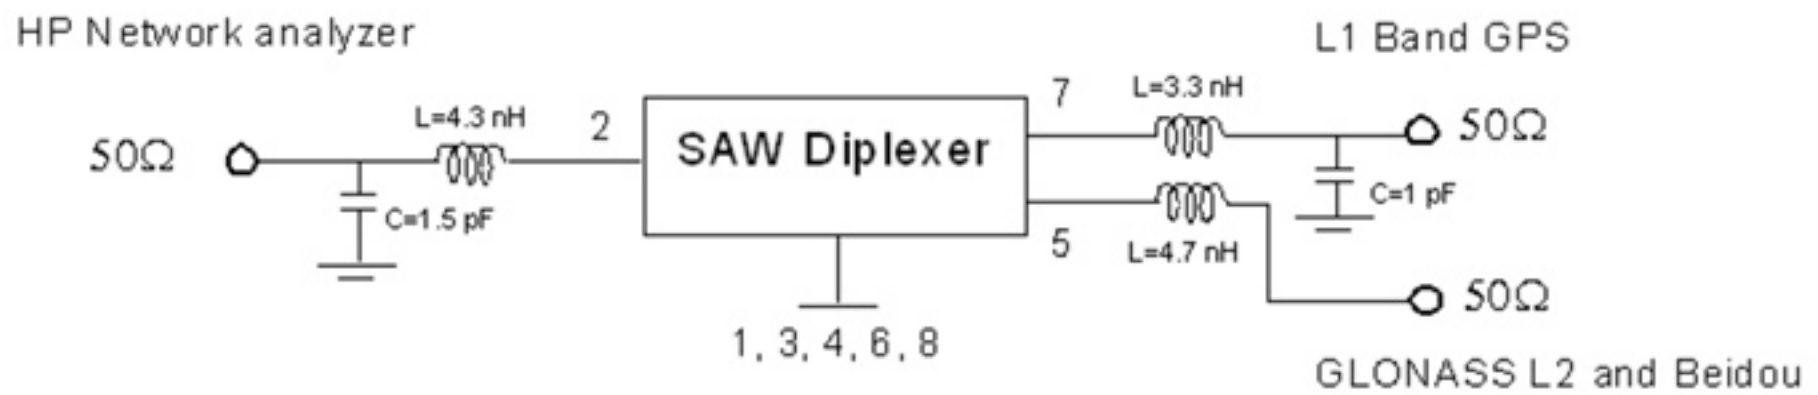 HP Network analyzer
L1 Band GPS
50Ω
L=4.3 nH
2
C=1.5 pF
SAW Diplexer
1, 3, 4, 6, 8
7
L=3.3 nH
50Ω
C=1 pF
5
L=4.7 nH
50Ω
GLONASS L2 and Beidou